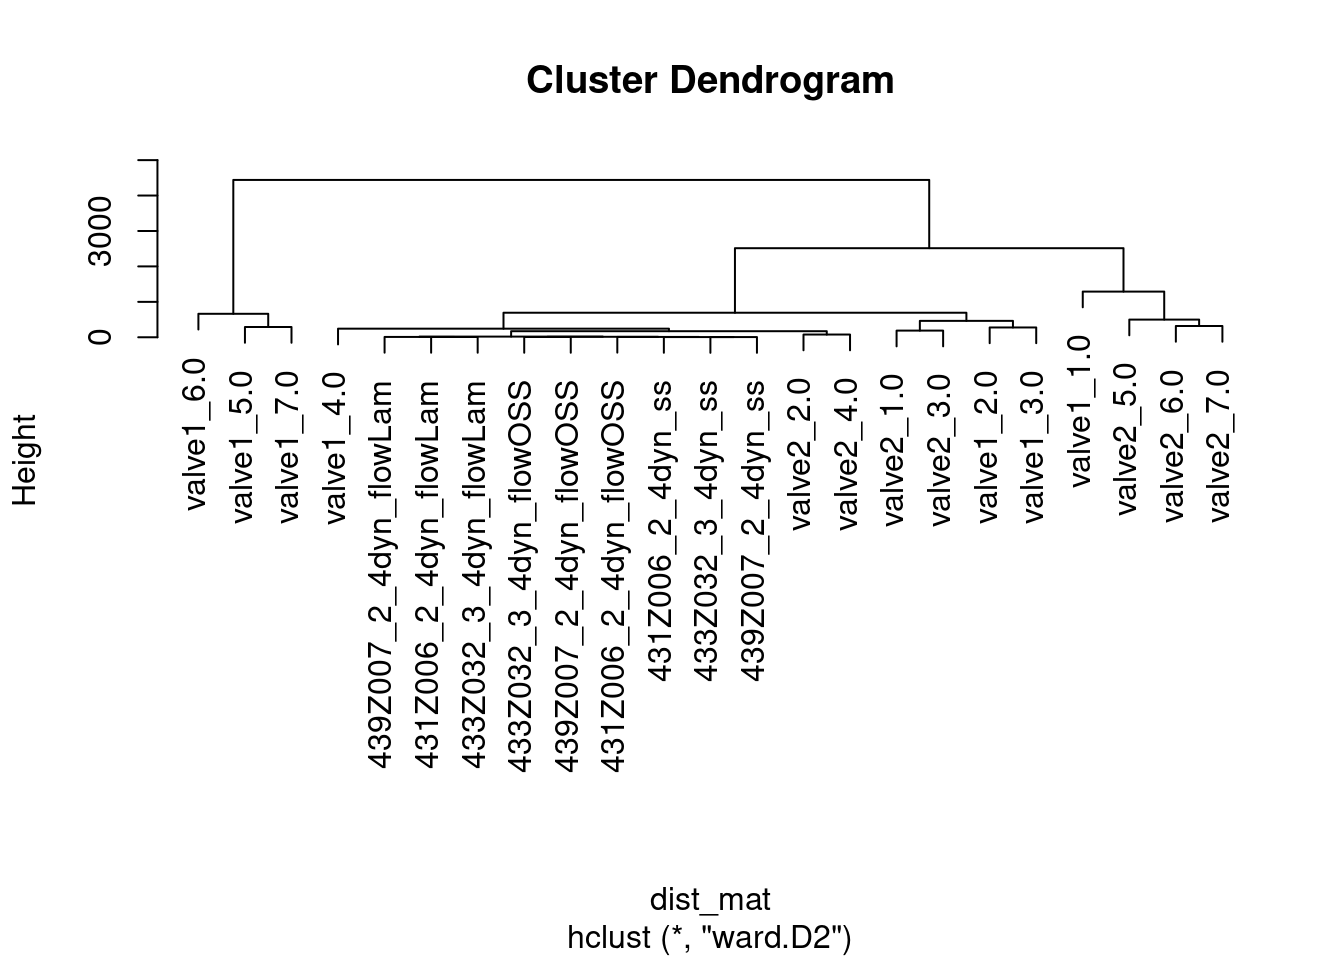 Cluster Dendrogram
Height
3000
0
valve1_6.0
valve1_5.0
valve1_7.0
valve1_4.0
439Z007_2_4dyn_flowLam
431Z006_2_4dyn_flowLam
433Z032_3_4dyn_flowLam
433Z032_3_4dyn_flowOSS
439Z007_2_4dyn_flowOSS
431Z006_2_4dyn_flowOSS
431Z006_2_4dyn_ss
433Z032_3_4dyn_ss
439Z007_2_4dyn_ss
valve2_2.0
valve2_4.0
valve2_1.0
valve2_3.0
valve1_2.0
valve1_3.0
valve1_1.0
valve2_5.0
valve2_6.0
valve2_7.0
dist_mat
hclust (*, "ward.D2")